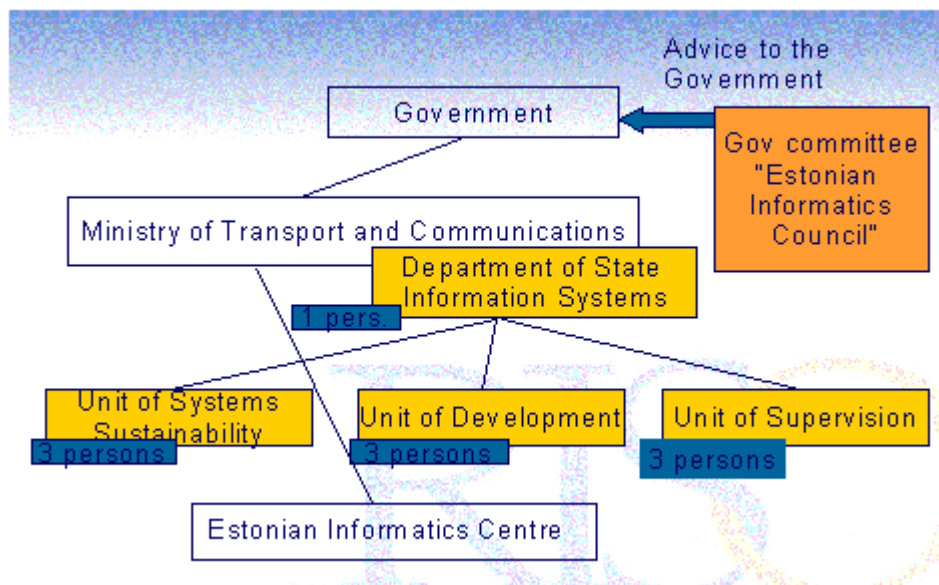 Advice to the
Government
Government
Gov committee
"Estonian
Informatics
Council"
Ministry of Transport and Communications
Department of State
Information Systems
1 pers.
Unit of Systems
Sustainability
3 persons
Unit of Development
3 persons
Unit of Supervision
3 persons
Estonian Informatics Centre